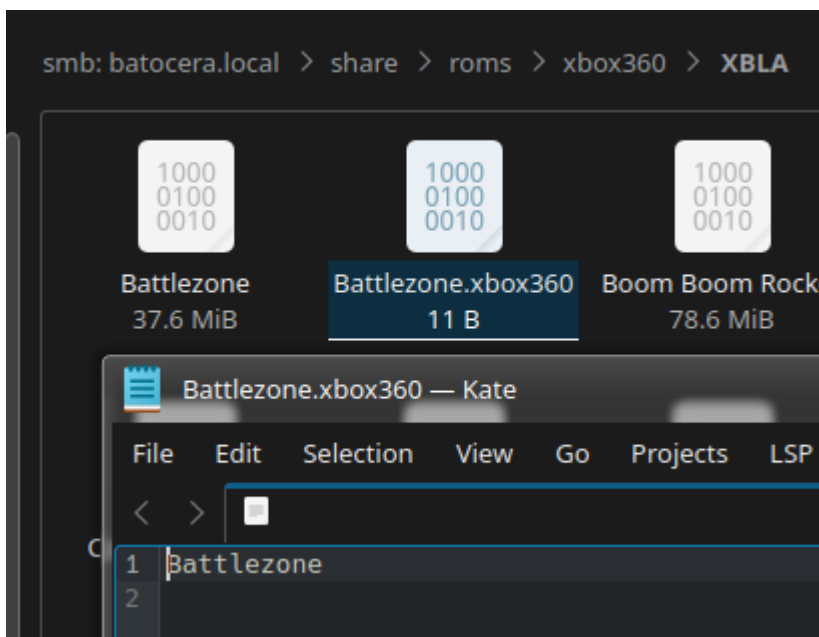 smb: batocera.local > share > roms > xbox360 > XBLA
1000 1000 1000
0100 0100 0100
0010 0010 0010
Battlezone Battlezone.xbox360 Boom Boom Rock
37.6 MiB 11 B 78.6 MiB
Battlezone.xbox360 — Kate
File Edit Selection View Go Projects LSP
C
1 Battlezone
2